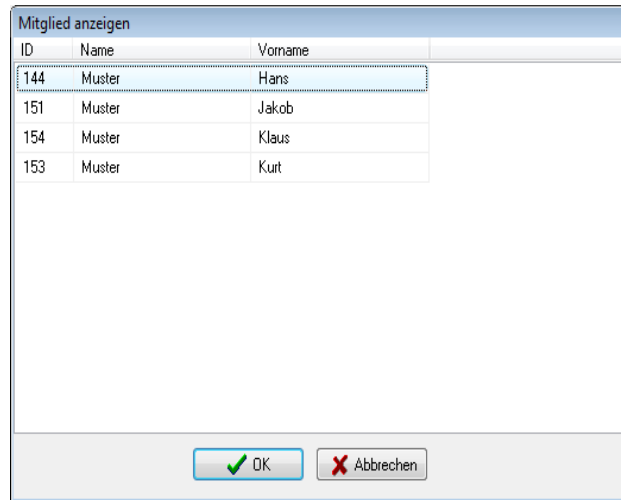 Mitglied anzeigen
ID Name Vorname
144 Muster Hans
151 Muster Jakob
154 Muster Klaus
153 Muster Kurt
OK Abbrechen